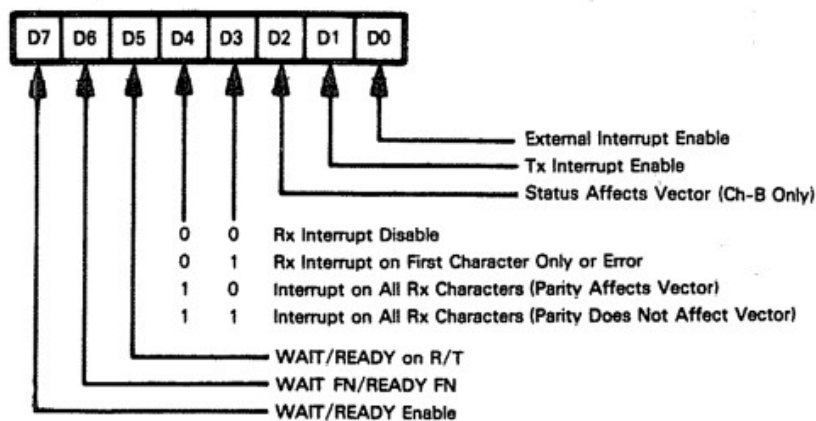 D7 D6 D5 D4 D3 D2 D1 D0
External Interrupt Enable
Tx Interrupt Enable
Status Affects Vector (Ch-B Only)
0 0 Rx Interrupt Disable
0 1 Rx Interrupt on First Character Only or Error
1 0 Interrupt on All Rx Characters (Parity Affects Vector)
1 1 Interrupt on All Rx Characters (Parity Does Not Affect Vector)
WAIT/READY on R/T
WAIT FN/READY FN
WAIT/READY Enable